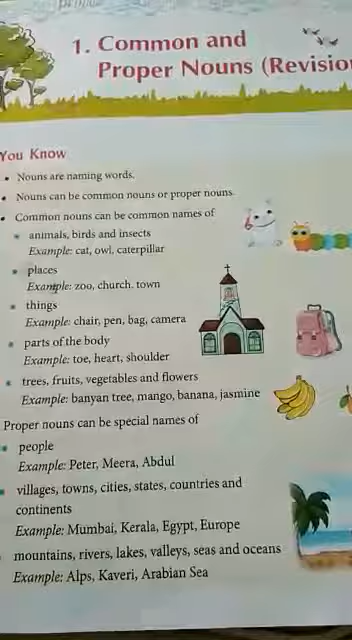 1. Common and
Proper Nouns (Revision
You Know
• Nouns are naming words.
• Nouns can be common nouns or proper nouns.
• Common nouns can be common names of
• animals, birds and insects
Example: cat, owl, caterpillar
• places
Example: zoo, church, town
• things
Example: chair, pen, bag, camera
• parts of the body
Example: toe, heart, shoulder
• trees, fruits, vegetables and flowers
Example: banyan tree, mango, banana, jasmine
Proper nouns can be special names of
• people
Example: Peter, Meera, Abdul
• villages, towns, cities, states, countries and
continents
Example: Mumbai, Kerala, Egypt, Europe
mountains, rivers, lakes, valleys, seas and oceans
Example: Alps, Kaveri, Arabian Sea